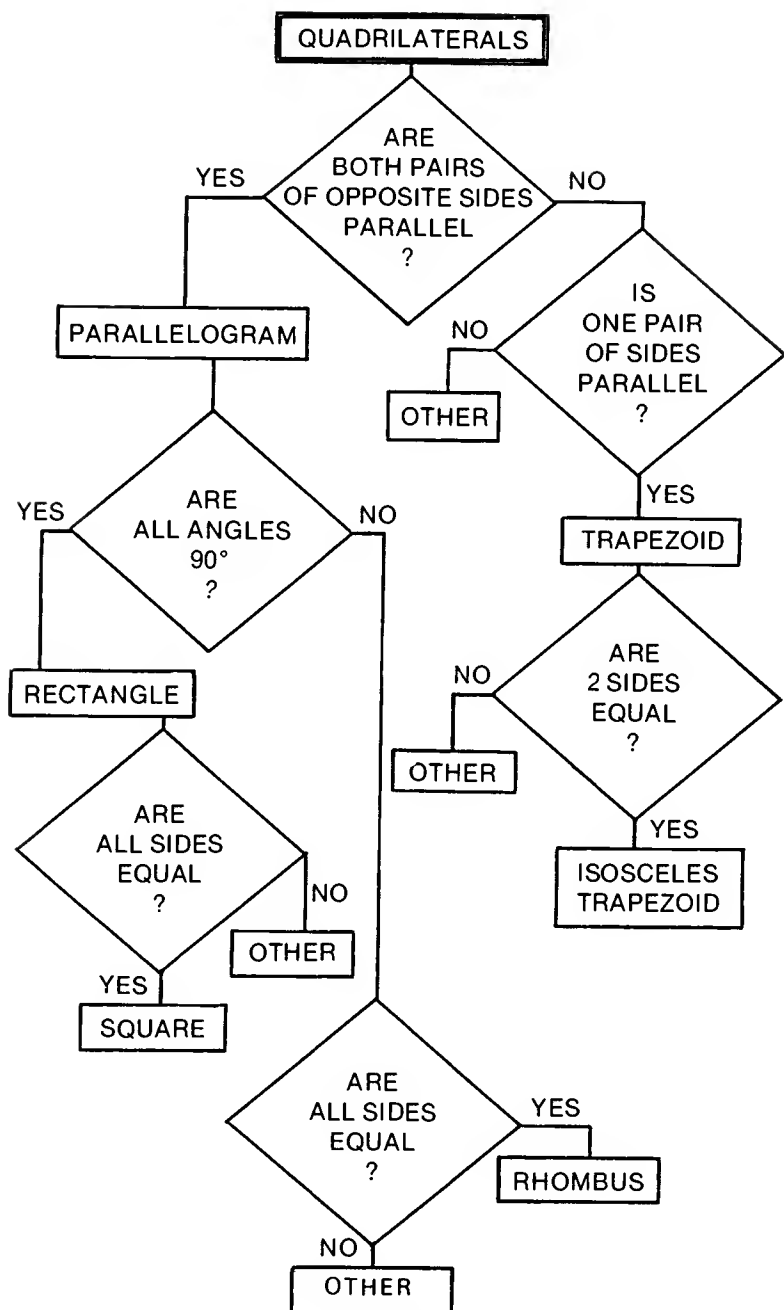 QUADRILATERALS
ARE
BOTH PAIRS
OF OPPOSITE SIDES
PARALLEL
?
YES
NO
PARALLELOGRAM
IS
ONE PAIR
OF SIDES
PARALLEL
?
NO
OTHER
YES
TRAPEZOID
ARE
ALL ANGLES
90°
?
YES
NO
RECTANGLE
ARE
2 SIDES
EQUAL
?
NO
OTHER
YES
ISOSCELES
TRAPEZOID
ARE
ALL SIDES
EQUAL
?
NO
OTHER
YES
SQUARE
ARE
ALL SIDES
EQUAL
?
YES
RHOMBUS
NO
OTHER